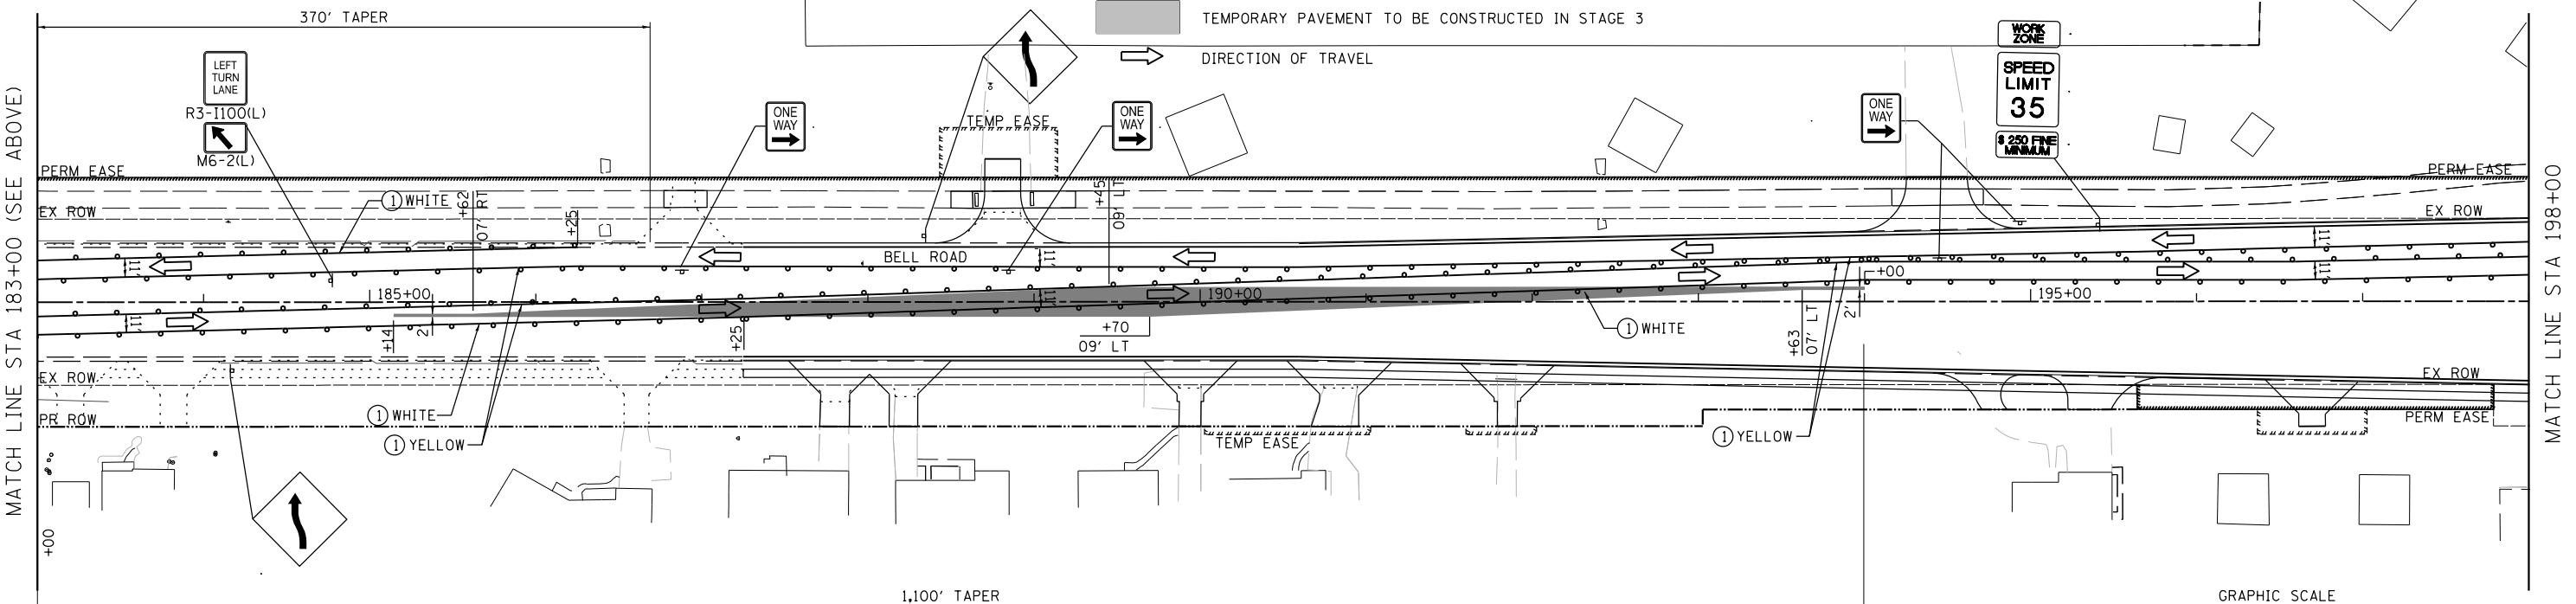 370' TAPER
TEMPORARY PAVEMENT TO BE CONSTRUCTED IN STAGE 3
DIRECTION OF TRAVEL
WORK
ZONE
SPEED
LIMIT
35
$ 250 FINE
MINIMUM
LEFT
TURN
LANE
R3-I100(L)
M6-2(L)
ONE
WAY
ONE
WAY
ONE
WAY
TEMP EASE
PERM EASE
PERM EASE
1 WHITE
+62
07' RT
+25
+45
09' LT
EX ROW
EX ROW
BELL ROAD
11'
11'
11'
11'
11'
11'
185+00
190+00
195+00
+00
MATCH LINE STA 183+00 (SEE ABOVE)
MATCH LINE STA 198+00
+14
2'
+25
+70
09' LT
1 WHITE
+63
07' LT
2'
EX ROW
EX ROW
1 WHITE
PR ROW
1 YELLOW
TEMP EASE
1 YELLOW
PERM EASE
+00
1,100' TAPER
GRAPHIC SCALE